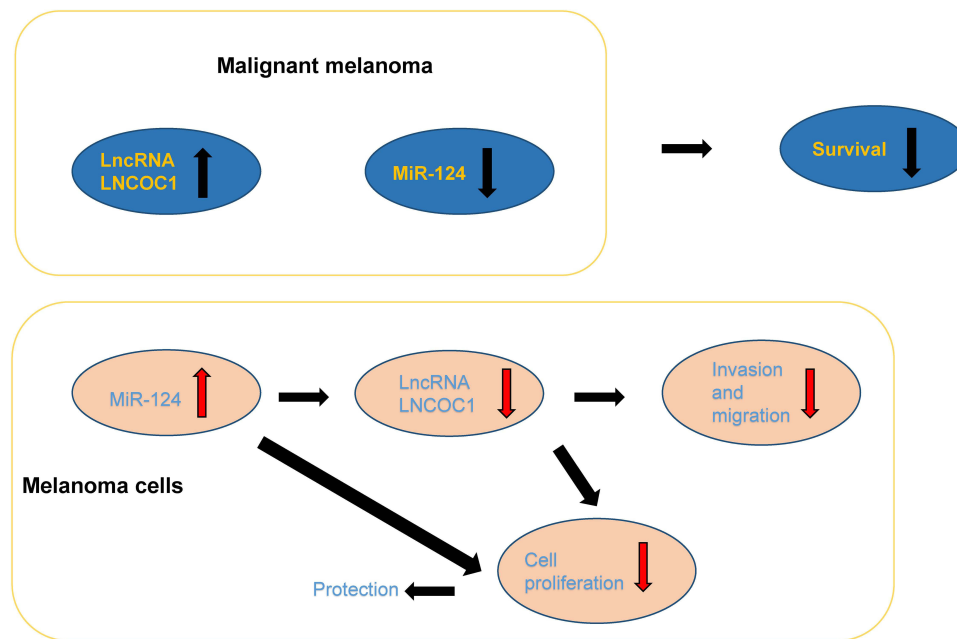 Malignant melanoma
LncRNA
LNCOC1
MiR-124
Survival
MiR-124
LncRNA
LNCOC1
Invasion
and
migration
Melanoma cells
Cell
proliferation
Protection